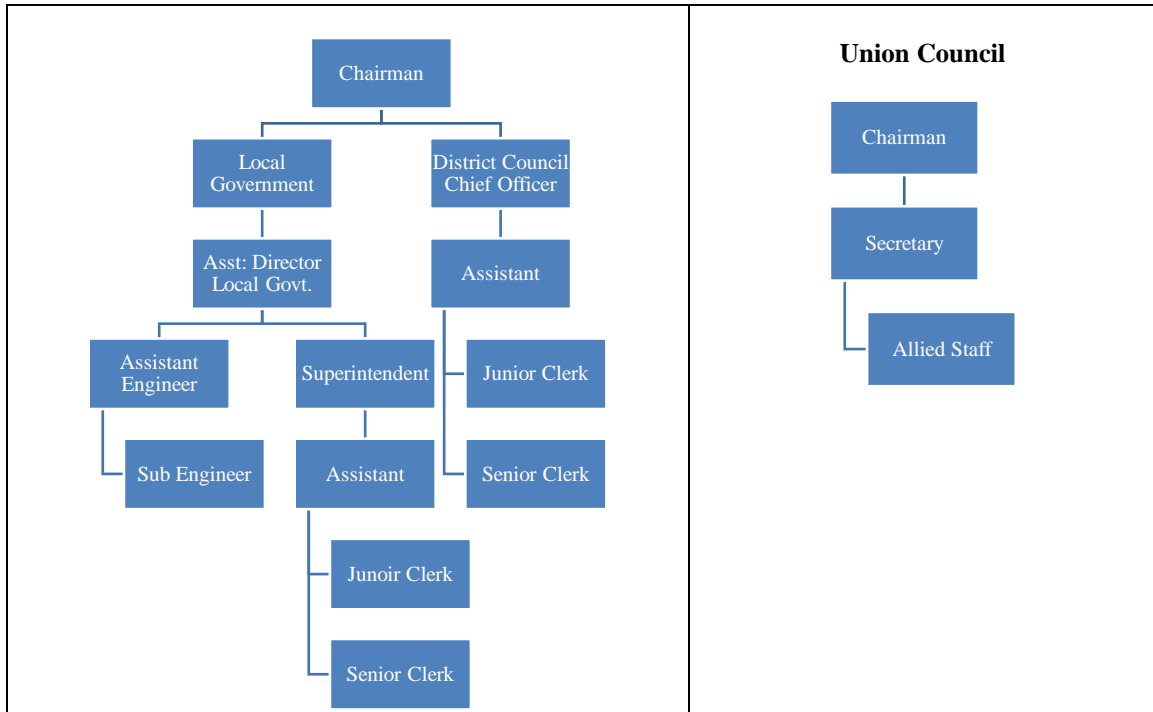 Chairman
Local
Government
District Council
Chief Officer
Asst: Director
Local Govt.
Assistant
Assistant
Engineer
Superintendent
Junior Clerk
Sub Engineer
Assistant
Senior Clerk
Junoir Clerk
Senior Clerk
Union Council
Chairman
Secretary
Allied Staff